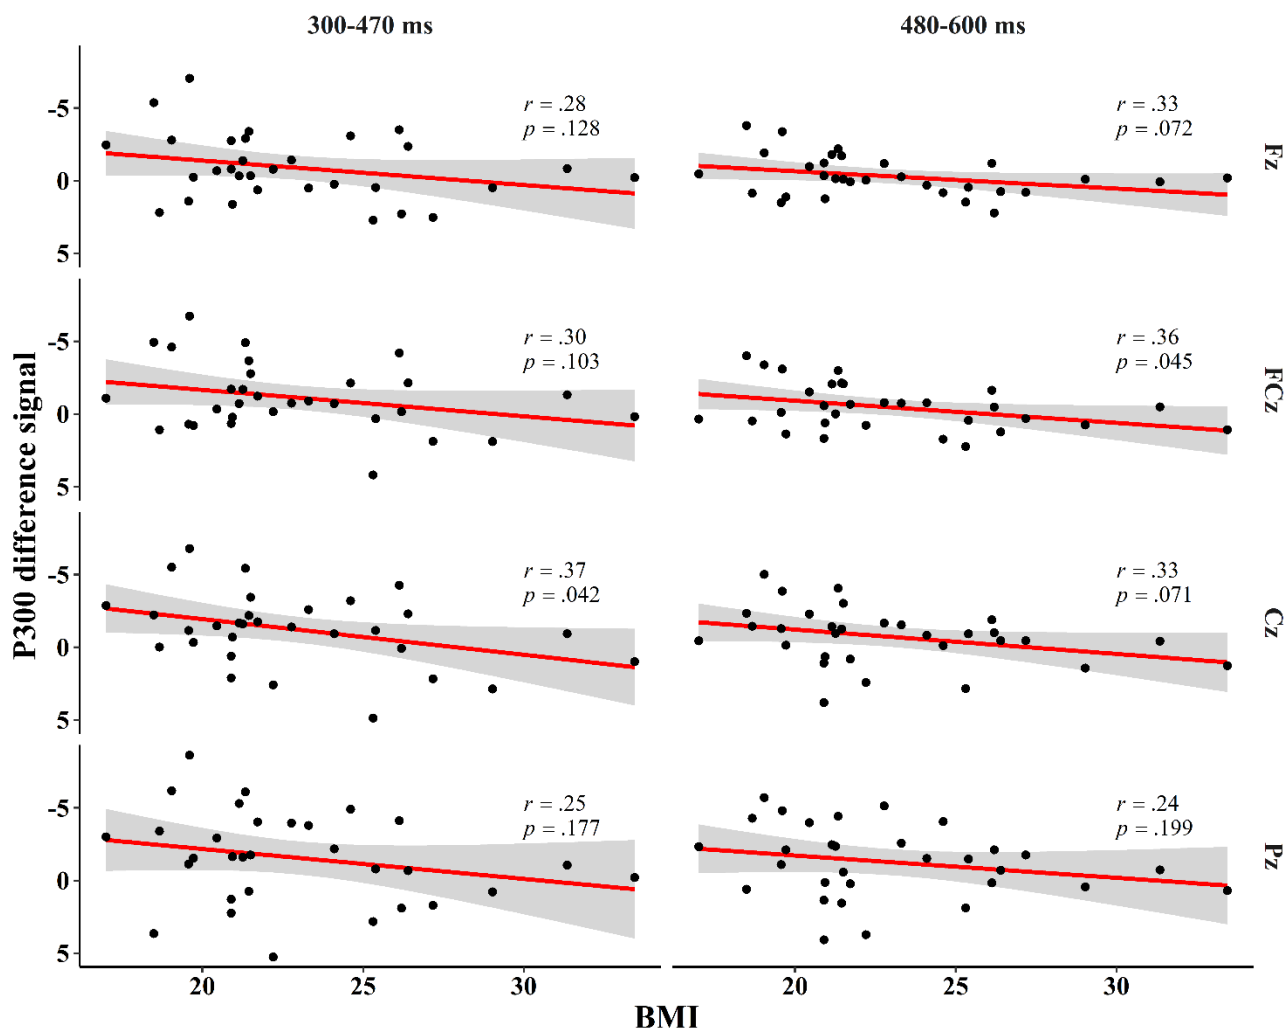 300-470 ms
480-600 ms
P300 difference signal
-5
0
5
r = .28
p = .128
r = .33
p = .072
Fz
-5
0
5
r = .30
p = .103
r = .36
p = .045
FCz
-5
0
5
r = .37
p = .042
r = .33
p = .071
Cz
-5
0
5
r = .25
p = .177
r = .24
p = .199
Pz
20 25 30
20 25 30
BMI